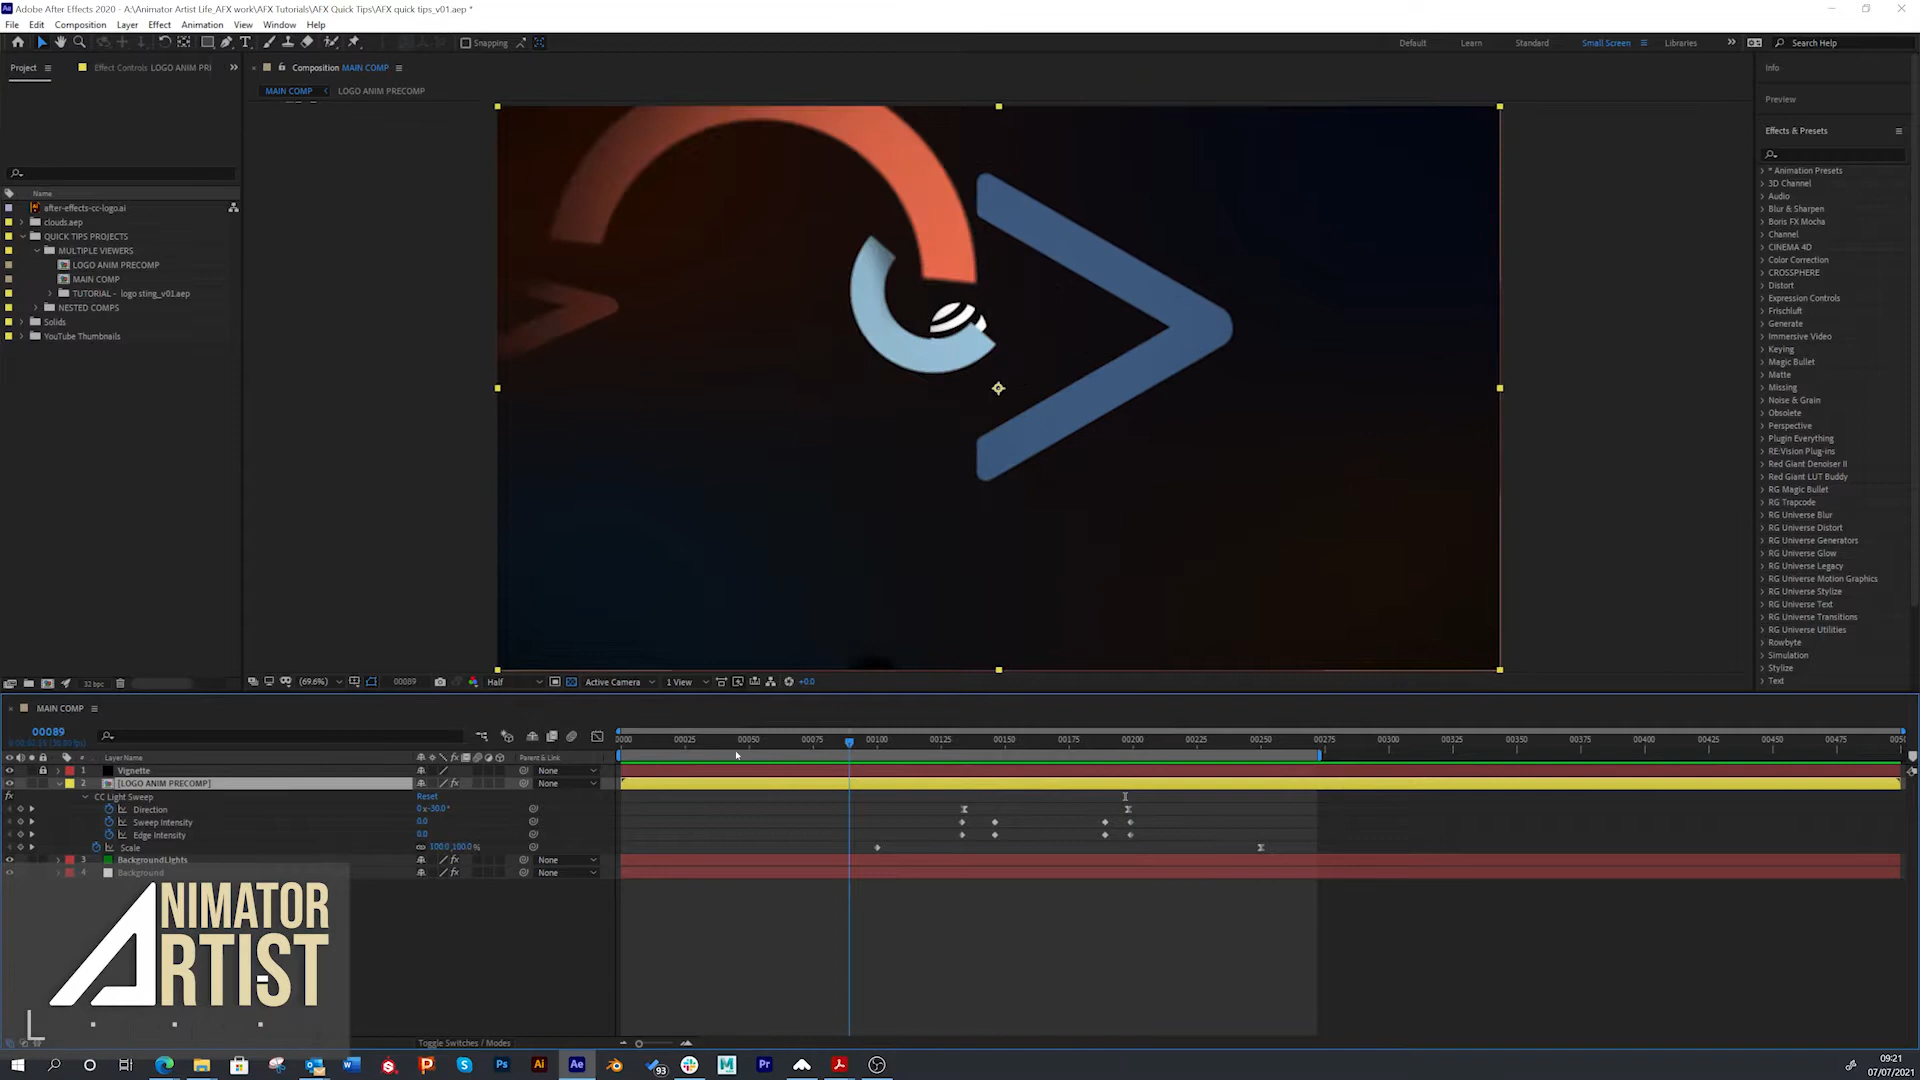 Adobe After Effects 2020 - A:\Animator Artist Life_AFX work\AFX Tutorials\AFX Quick Tips\AFX quick tips_v01.aep *
File Edit Composition Layer Effect Animation View Window Help
Snapping Default Learn Standard Small Screen Libraries Search Help
Project Effect Controls LOGO ANIM PRI Composition MAIN COMP Info
MAIN COMP LOGO ANIM PRECOMP
Preview
Effects & Presets
* Animation Presets
3D Channel
Audio
Blur & Sharpen
Boris FX Mocha
Channel
CINEMA 4D
Color Correction
CROSSPHERE
Distort
Expression Controls
Frischluft
Generate
Immersive Video
Keying
Magic Bullet
Matte
Missing
Noise & Grain
Obsolete
Perspective
Plugin Everything
RE:Vision Plug-ins
Red Giant Denoiser II
Red Giant LUT Buddy
RG Magic Bullet
RG Trapcode
RG Universe Blur
RG Universe Distort
RG Universe Generators
RG Universe Glow
RG Universe Legacy
RG Universe Motion Graphics
RG Universe Stylize
RG Universe Text
RG Universe Transitions
RG Universe Utilities
Rowbyte
Simulation
Stylize
Text
Name
after-effects-cc-logo.ai
clouds.aep
QUICK TIPS PROJECTS
MULTIPLE VIEWERS
LOGO ANIM PRECOMP
MAIN COMP
TUTORIAL - logo sting_v01.aep
NESTED COMPS
Solids
YouTube Thumbnails
32 bpc (69.6%) 00089 Half Active Camera 1 View +0.0
MAIN COMP
00089
0000 00025 00050 00075 00100 00125 00150 00175 00200 00225 00250 00275 00300 00325 00350 00375 00400 00425 00450 00475 0050
# Layer Name Parent & Link
1 Vignette None
2 [LOGO ANIM PRECOMP] None
CC Light Sweep Reset
Direction 0x-30.0°
Sweep Intensity 0.0
Edge Intensity 0.0
Scale 100.0,100.0%
3 BackgroundLights None
4 Background None
ANIMATOR
ARTIST
L
Toggle Switches / Modes
93
09:21
07/07/2021